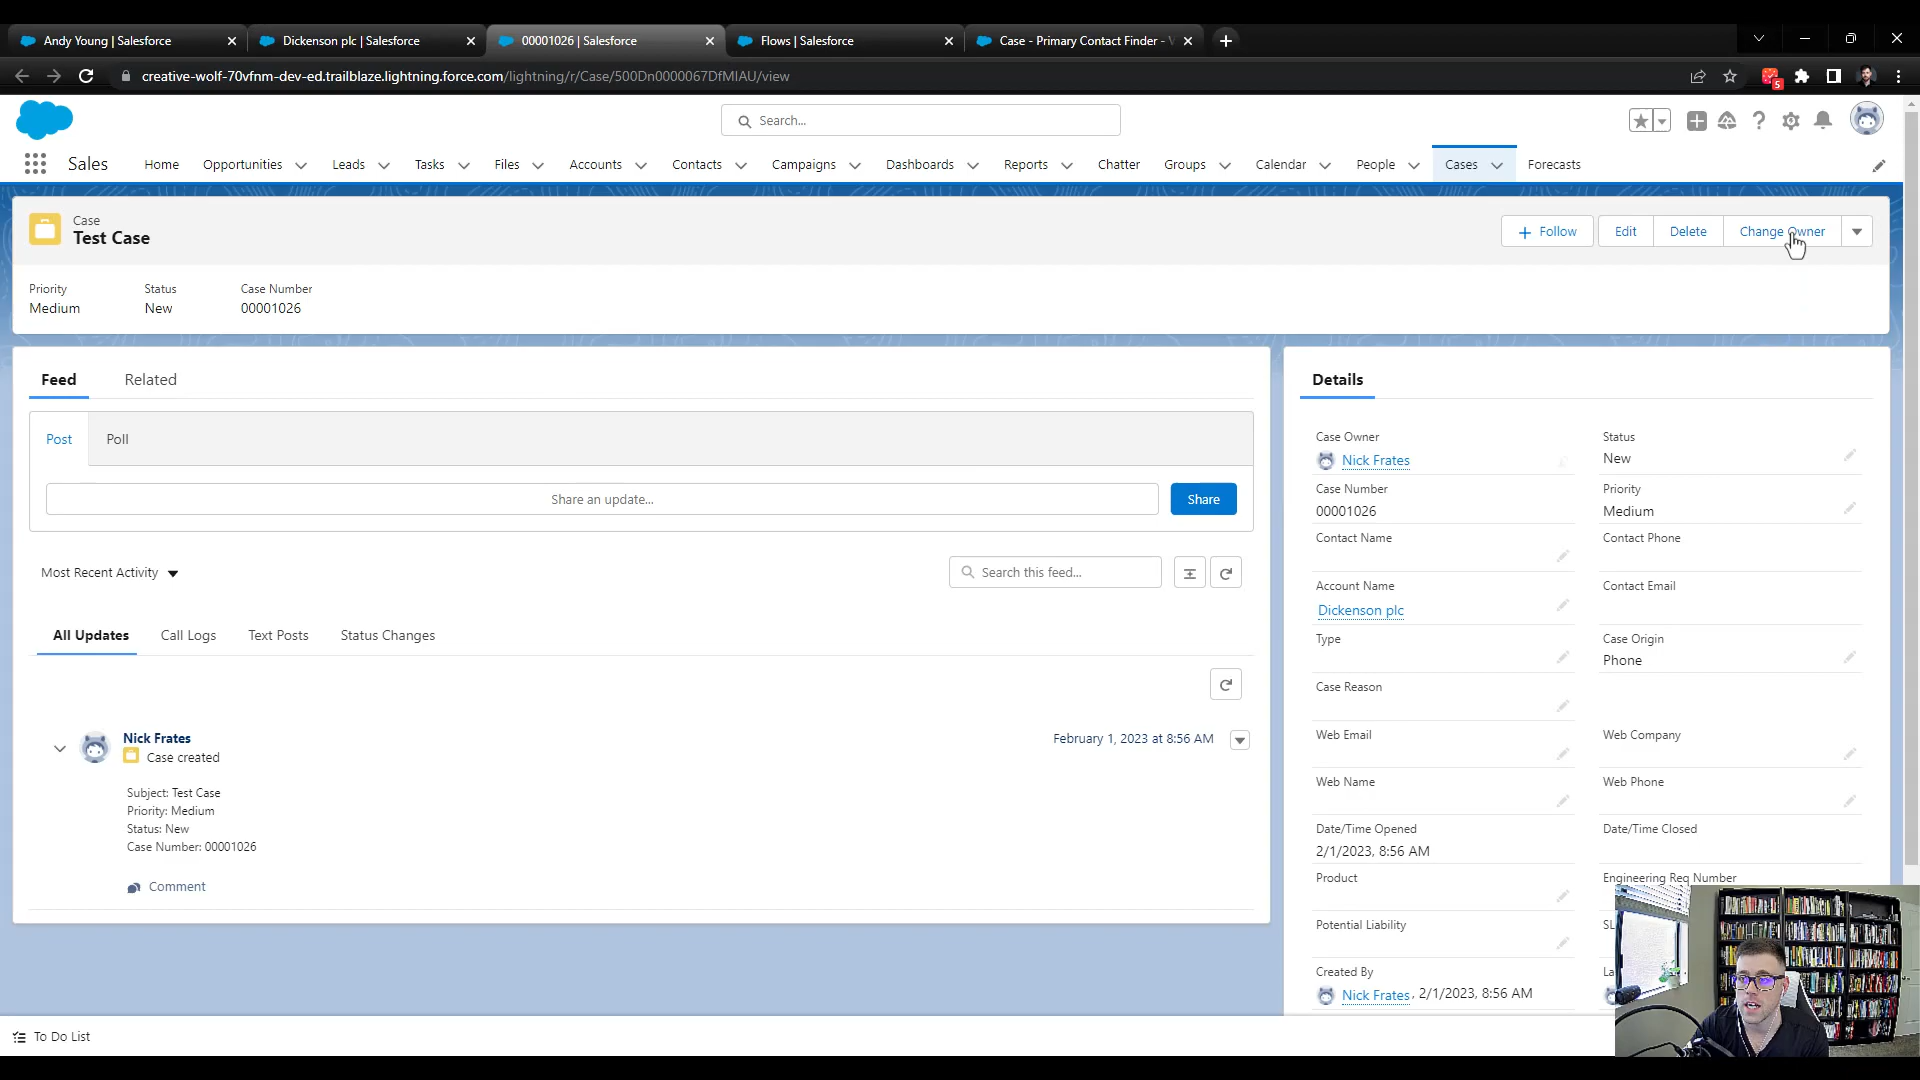 Andy Young | Salesforce
Dickenson plc | Salesforce
00001026 | Salesforce
Flows | Salesforce
Case - Primary Contact Finder -
creative-wolf-70vfnm-dev-ed.trailblaze.lightning.force.com/lightning/r/Case/500Dn0000067DfMIAU/view
5
Search...
Sales
Home
Opportunities
Leads
Tasks
Files
Accounts
Contacts
Campaigns
Dashboards
Reports
Chatter
Groups
Calendar
People
Cases
Forecasts
Case
Test Case
Follow
Edit
Delete
Change Owner
Priority
Medium
Status
New
Case Number
00001026
Feed
Related
Post
Poll
Share an update...
Share
Most Recent Activity
Search this feed...
All Updates
Call Logs
Text Posts
Status Changes
Nick Frates
Case created
February 1, 2023 at 8:56 AM
Subject: Test Case
Priority: Medium
Status: New
Case Number: 00001026
Comment
Details
Case Owner
Nick Frates
Status
New
Case Number
00001026
Priority
Medium
Contact Name
Contact Phone
Account Name
Dickenson plc
Contact Email
Type
Case Origin
Phone
Case Reason
Web Email
Web Company
Web Name
Web Phone
Date/Time Opened
2/1/2023, 8:56 AM
Date/Time Closed
Product
Engineering Req Number
Potential Liability
Created By
Nick Frates, 2/1/2023, 8:56 AM
To Do List